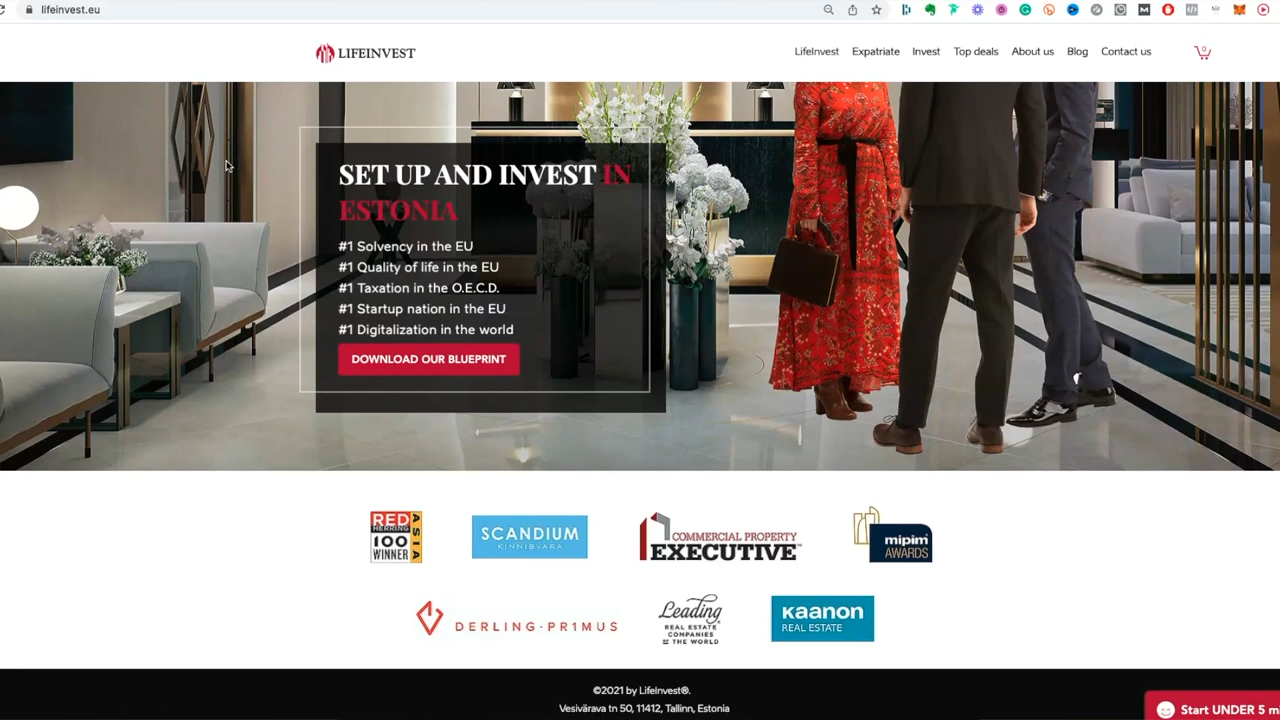 lifeinvest.eu
LIFEINVEST
LifeInvest Expatriate Invest Top deals About us Blog Contact us
0
SET UP AND INVEST IN
ESTONIA
#1 Solvency in the EU
#1 Quality of life in the EU
#1 Taxation in the O.E.C.D.
#1 Startup nation in the EU
#1 Digitalization in the world
DOWNLOAD OUR BLUEPRINT
RED
HERRING
100
WINNER
ASIA
SCANDIUM
KINNISVARA
COMMERCIAL PROPERTY
EXECUTIVE
mipim
AWARDS
DERLING·PR1MUS
Leading
REAL ESTATE
COMPANIES
OF THE WORLD
kaanon
REAL ESTATE
©2021 by LifeInvest®.
Vesivärava tn 50, 11412, Tallinn, Estonia
Start UNDER 5 m